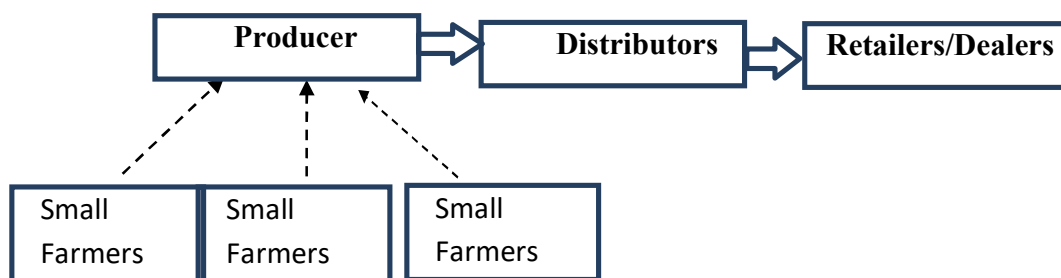 Producer
Distributors
Retailers/Dealers
Small
Farmers
Small
Farmers
Small
Farmers